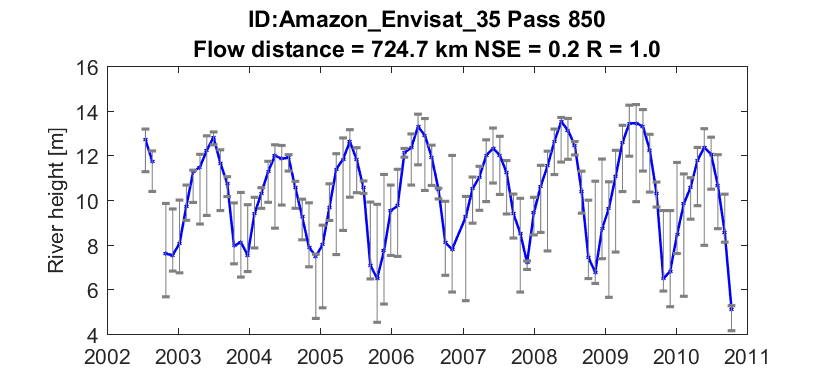 ID:Amazon_Envisat_35 Pass 850
Flow distance = 724.7 km NSE = 0.2 R = 1.0
16
14
12
10
8
6
4
River height [m]
2002 2003 2004 2005 2006 2007 2008 2009 2010 2011